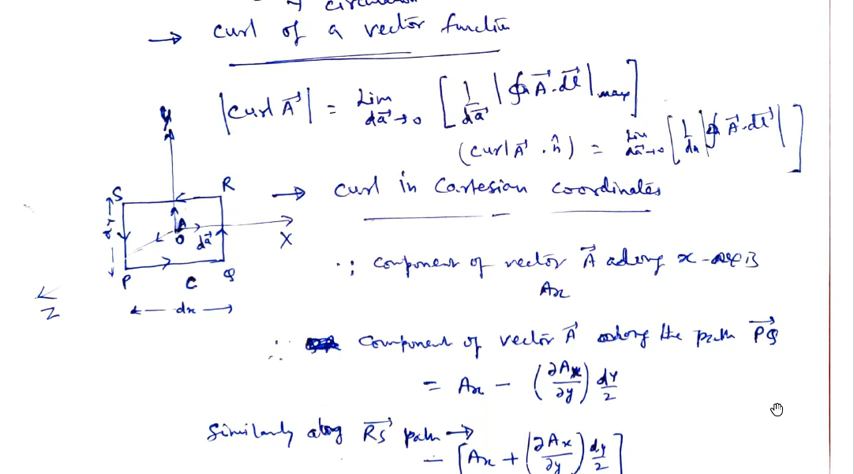 → curl of a vector function
|curl A⃗| = Lim da⃗→0 [1/da⃗ |∮A⃗·dl⃗|max]
(curl A⃗ · n̂) = Lim da⃗→0 [1/da |∮A⃗·dl⃗|]
y
S R
→ curl in Cartesian coordinates
A
O da⃗ X
P C Q
∵ component of vector A⃗ along x-axis
Ax
Z
← dx →
∴ component of vector A⃗ along the path PQ⃗
= Ax − (∂Ax/∂y) dy/2
Similarly along RS⃗ path →
= [Ax + (∂Ax/∂y) dy/2]